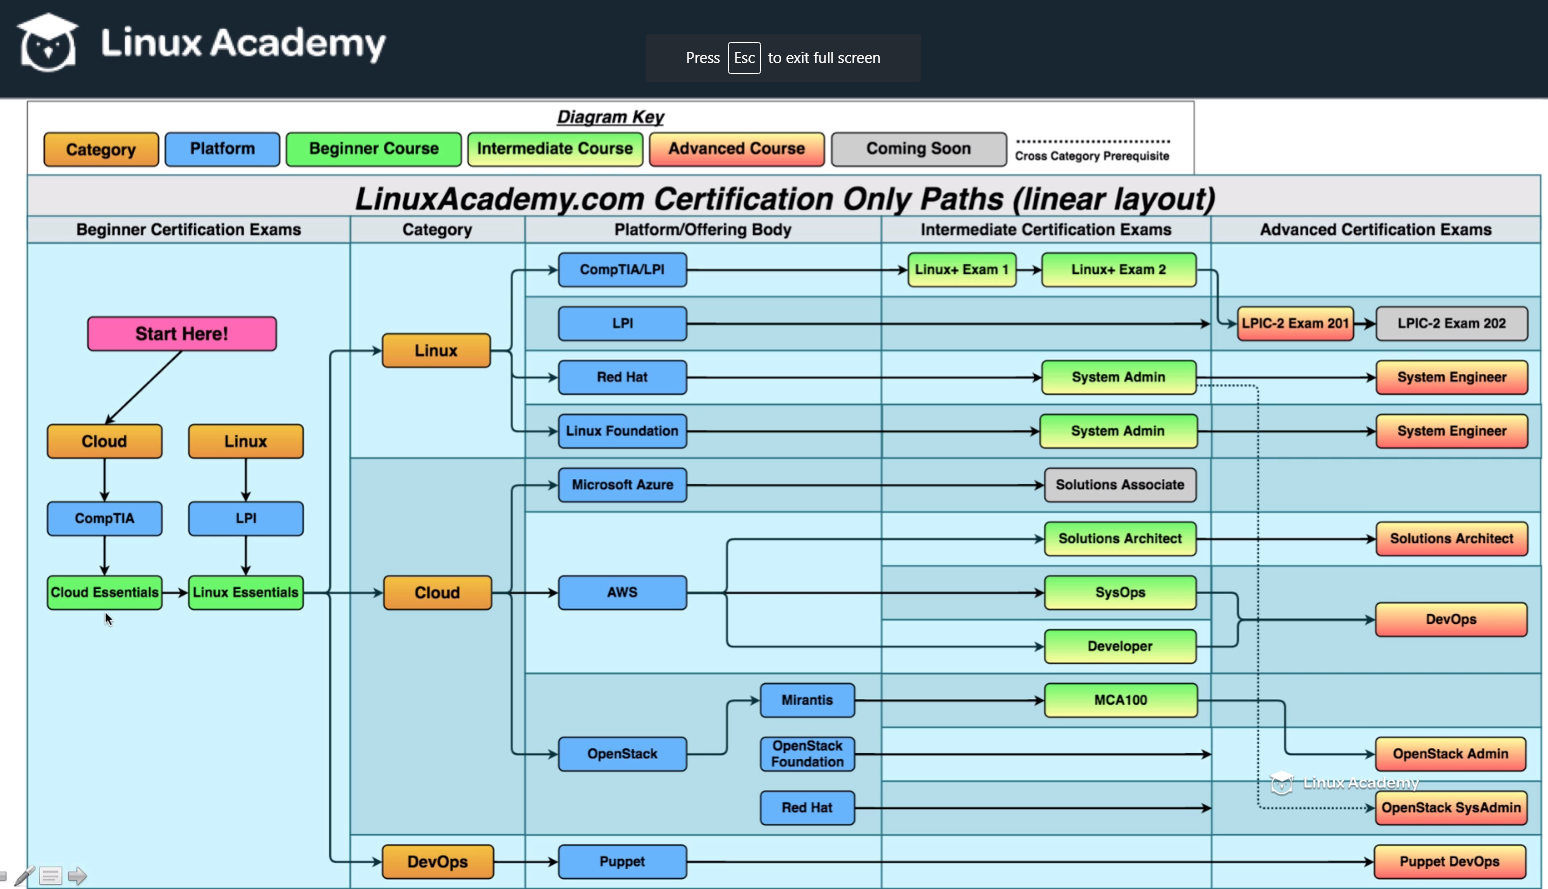 Linux Academy
Press Esc to exit full screen
Diagram Key
Category Platform Beginner Course Intermediate Course Advanced Course Coming Soon Cross Category Prerequisite
LinuxAcademy.com Certification Only Paths (linear layout)
Beginner Certification Exams Category Platform/Offering Body Intermediate Certification Exams Advanced Certification Exams
CompTIA/LPI Linux+ Exam 1 Linux+ Exam 2
Start Here! LPI LPIC-2 Exam 201 LPIC-2 Exam 202
Linux
Red Hat System Admin System Engineer
Cloud Linux Linux Foundation System Admin System Engineer
Microsoft Azure Solutions Associate
CompTIA LPI
Solutions Architect Solutions Architect
Cloud Essentials Linux Essentials Cloud AWS SysOps
DevOps
Developer
Mirantis MCA100
OpenStack OpenStack
Foundation OpenStack Admin
Linux Academy
Red Hat OpenStack SysAdmin
DevOps Puppet Puppet DevOps